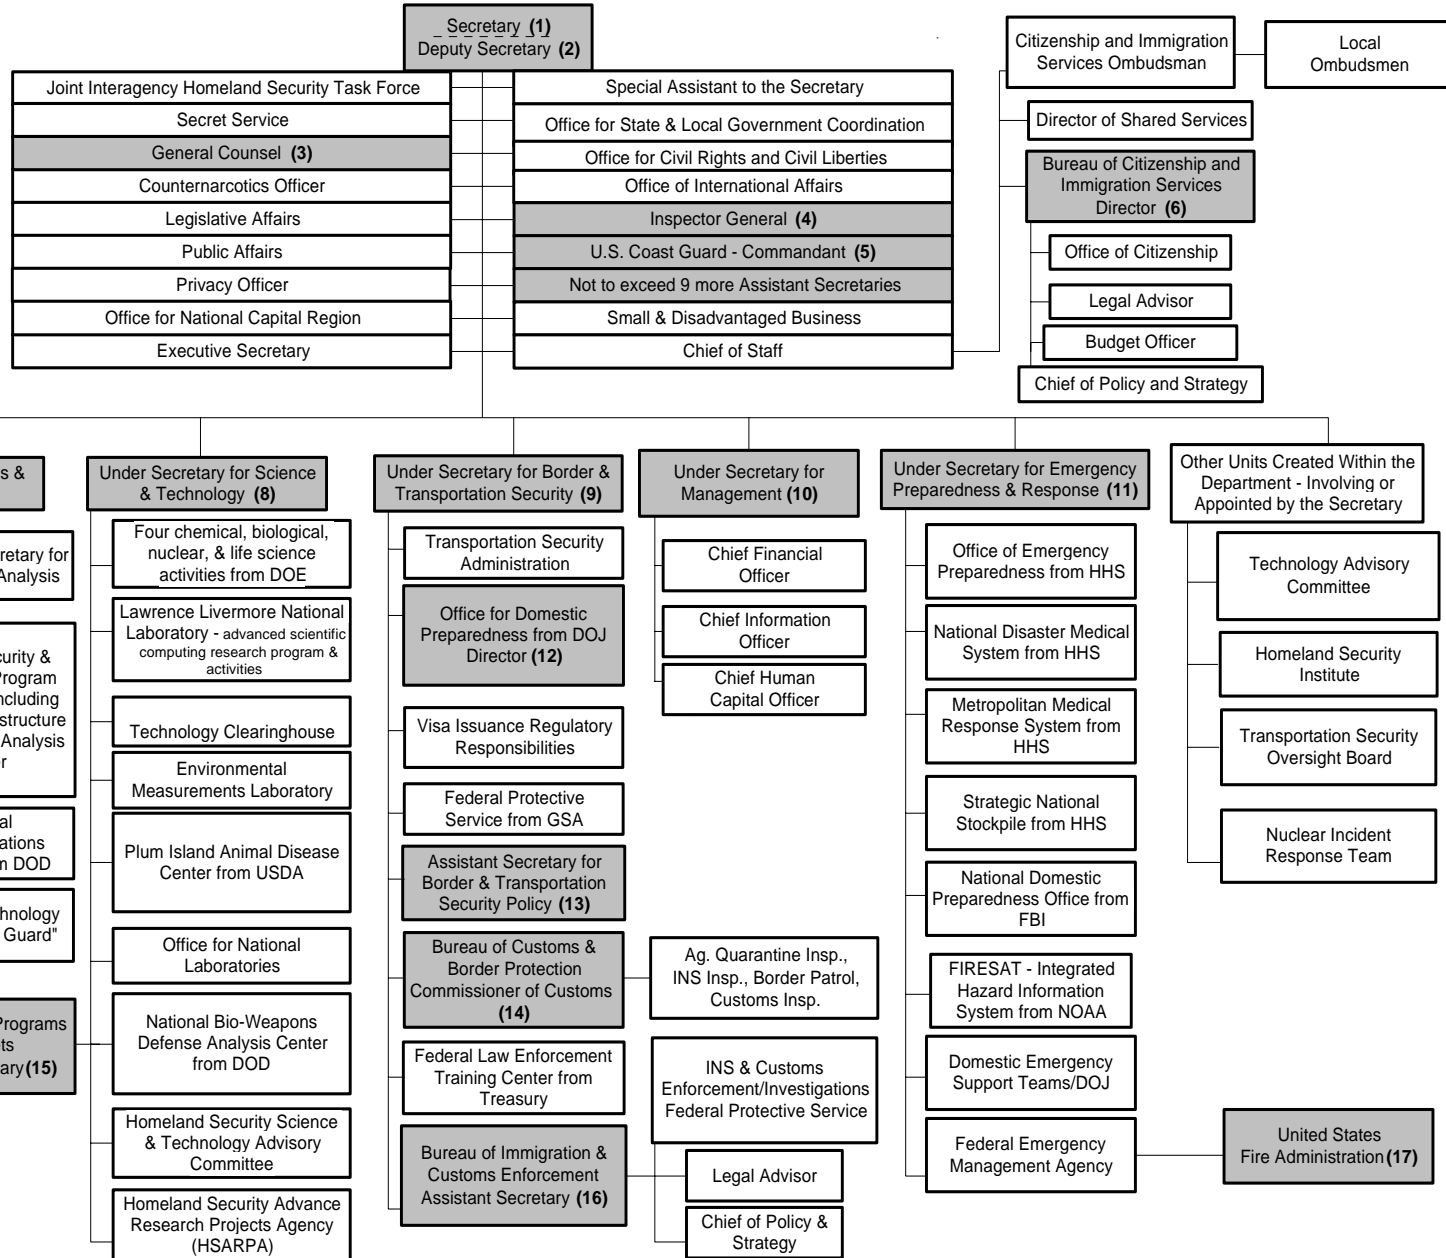 Secretary (1)
Deputy Secretary (2)
Joint Interagency Homeland Security Task Force
Secret Service
General Counsel (3)
Counternarcotics Officer
Legislative Affairs
Public Affairs
Privacy Officer
Office for National Capital Region
Executive Secretary
Special Assistant to the Secretary
Office for State & Local Government Coordination
Office for Civil Rights and Civil Liberties
Office of International Affairs
Inspector General (4)
U.S. Coast Guard - Commandant (5)
Not to exceed 9 more Assistant Secretaries
Small & Disadvantaged Business
Chief of Staff
Citizenship and Immigration
Services Ombudsman
Local
Ombudsmen
Director of Shared Services
Bureau of Citizenship and
Immigration Services
Director (6)
Office of Citizenship
Legal Advisor
Budget Officer
Chief of Policy and Strategy
s &
retary for
Analysis
curity &
Program
ncluding
structure
Analysis
r
al
ations
m DOD
hnology
Guard"
Programs
ets
ary (15)
Under Secretary for Science
& Technology (8)
Four chemical, biological,
nuclear, & life science
activities from DOE
Lawrence Livermore National
Laboratory - advanced scientific
computing research program &
activities
Technology Clearinghouse
Environmental
Measurements Laboratory
Plum Island Animal Disease
Center from USDA
Office for National
Laboratories
National Bio-Weapons
Defense Analysis Center
from DOD
Homeland Security Science
& Technology Advisory
Committee
Homeland Security Advance
Research Projects Agency
(HSARPA)
Under Secretary for Border &
Transportation Security (9)
Transportation Security
Administration
Office for Domestic
Preparedness from DOJ
Director (12)
Visa Issuance Regulatory
Responsibilities
Federal Protective
Service from GSA
Assistant Secretary for
Border & Transportation
Security Policy (13)
Bureau of Customs &
Border Protection
Commissioner of Customs
(14)
Ag. Quarantine Insp.,
INS Insp., Border Patrol,
Customs Insp.
Federal Law Enforcement
Training Center from
Treasury
Bureau of Immigration &
Customs Enforcement
Assistant Secretary (16)
INS & Customs
Enforcement/Investigations
Federal Protective Service
Legal Advisor
Chief of Policy &
Strategy
Under Secretary for
Management (10)
Chief Financial
Officer
Chief Information
Officer
Chief Human
Capital Officer
Under Secretary for Emergency
Preparedness & Response (11)
Office of Emergency
Preparedness from HHS
National Disaster Medical
System from HHS
Metropolitan Medical
Response System from
HHS
Strategic National
Stockpile from HHS
National Domestic
Preparedness Office from
FBI
FIRESAT - Integrated
Hazard Information
System from NOAA
Domestic Emergency
Support Teams/DOJ
Federal Emergency
Management Agency
United States
Fire Administration (17)
Other Units Created Within the
Department - Involving or
Appointed by the Secretary
Technology Advisory
Committee
Homeland Security
Institute
Transportation Security
Oversight Board
Nuclear Incident
Response Team